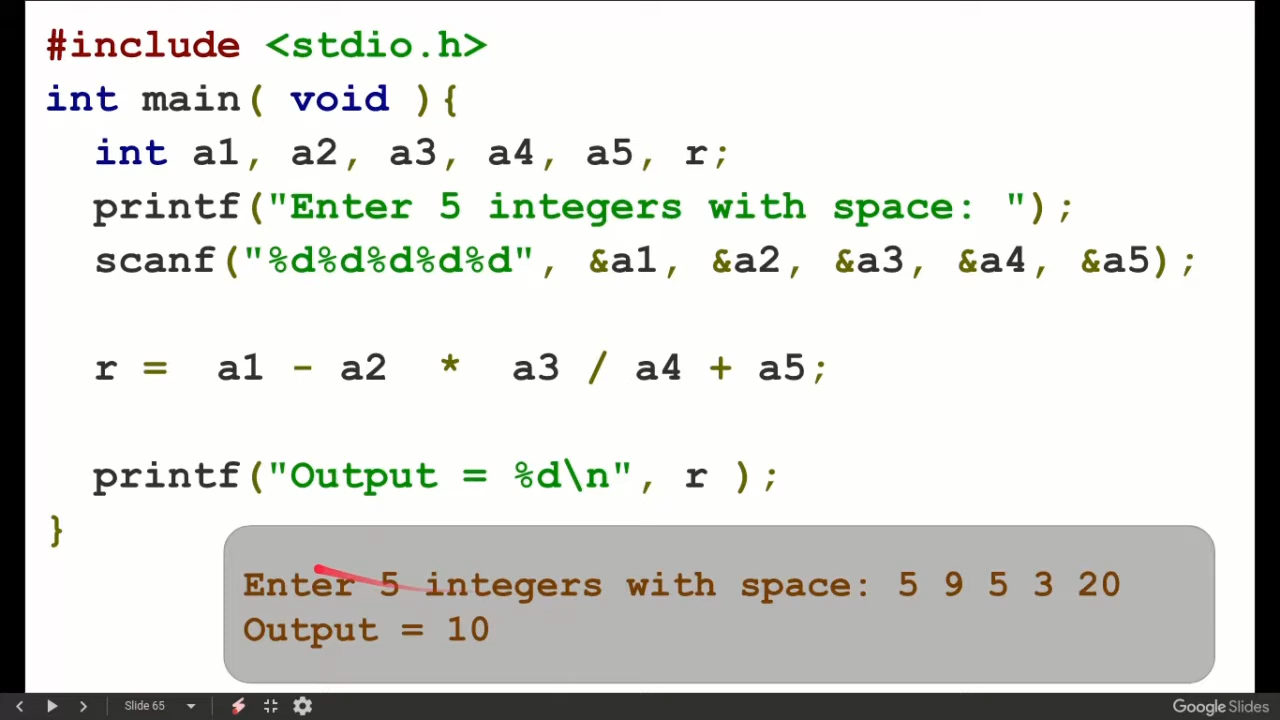 #include <stdio.h>
int main( void ){
int a1, a2, a3, a4, a5, r;
printf("Enter 5 integers with space: ");
scanf("%d%d%d%d%d", &a1, &a2, &a3, &a4, &a5);
r = a1 - a2 * a3 / a4 + a5;
printf("Output = %d\n", r );
}
Enter 5 integers with space: 5 9 5 3 20
Output = 10
Slide 65
Google Slides